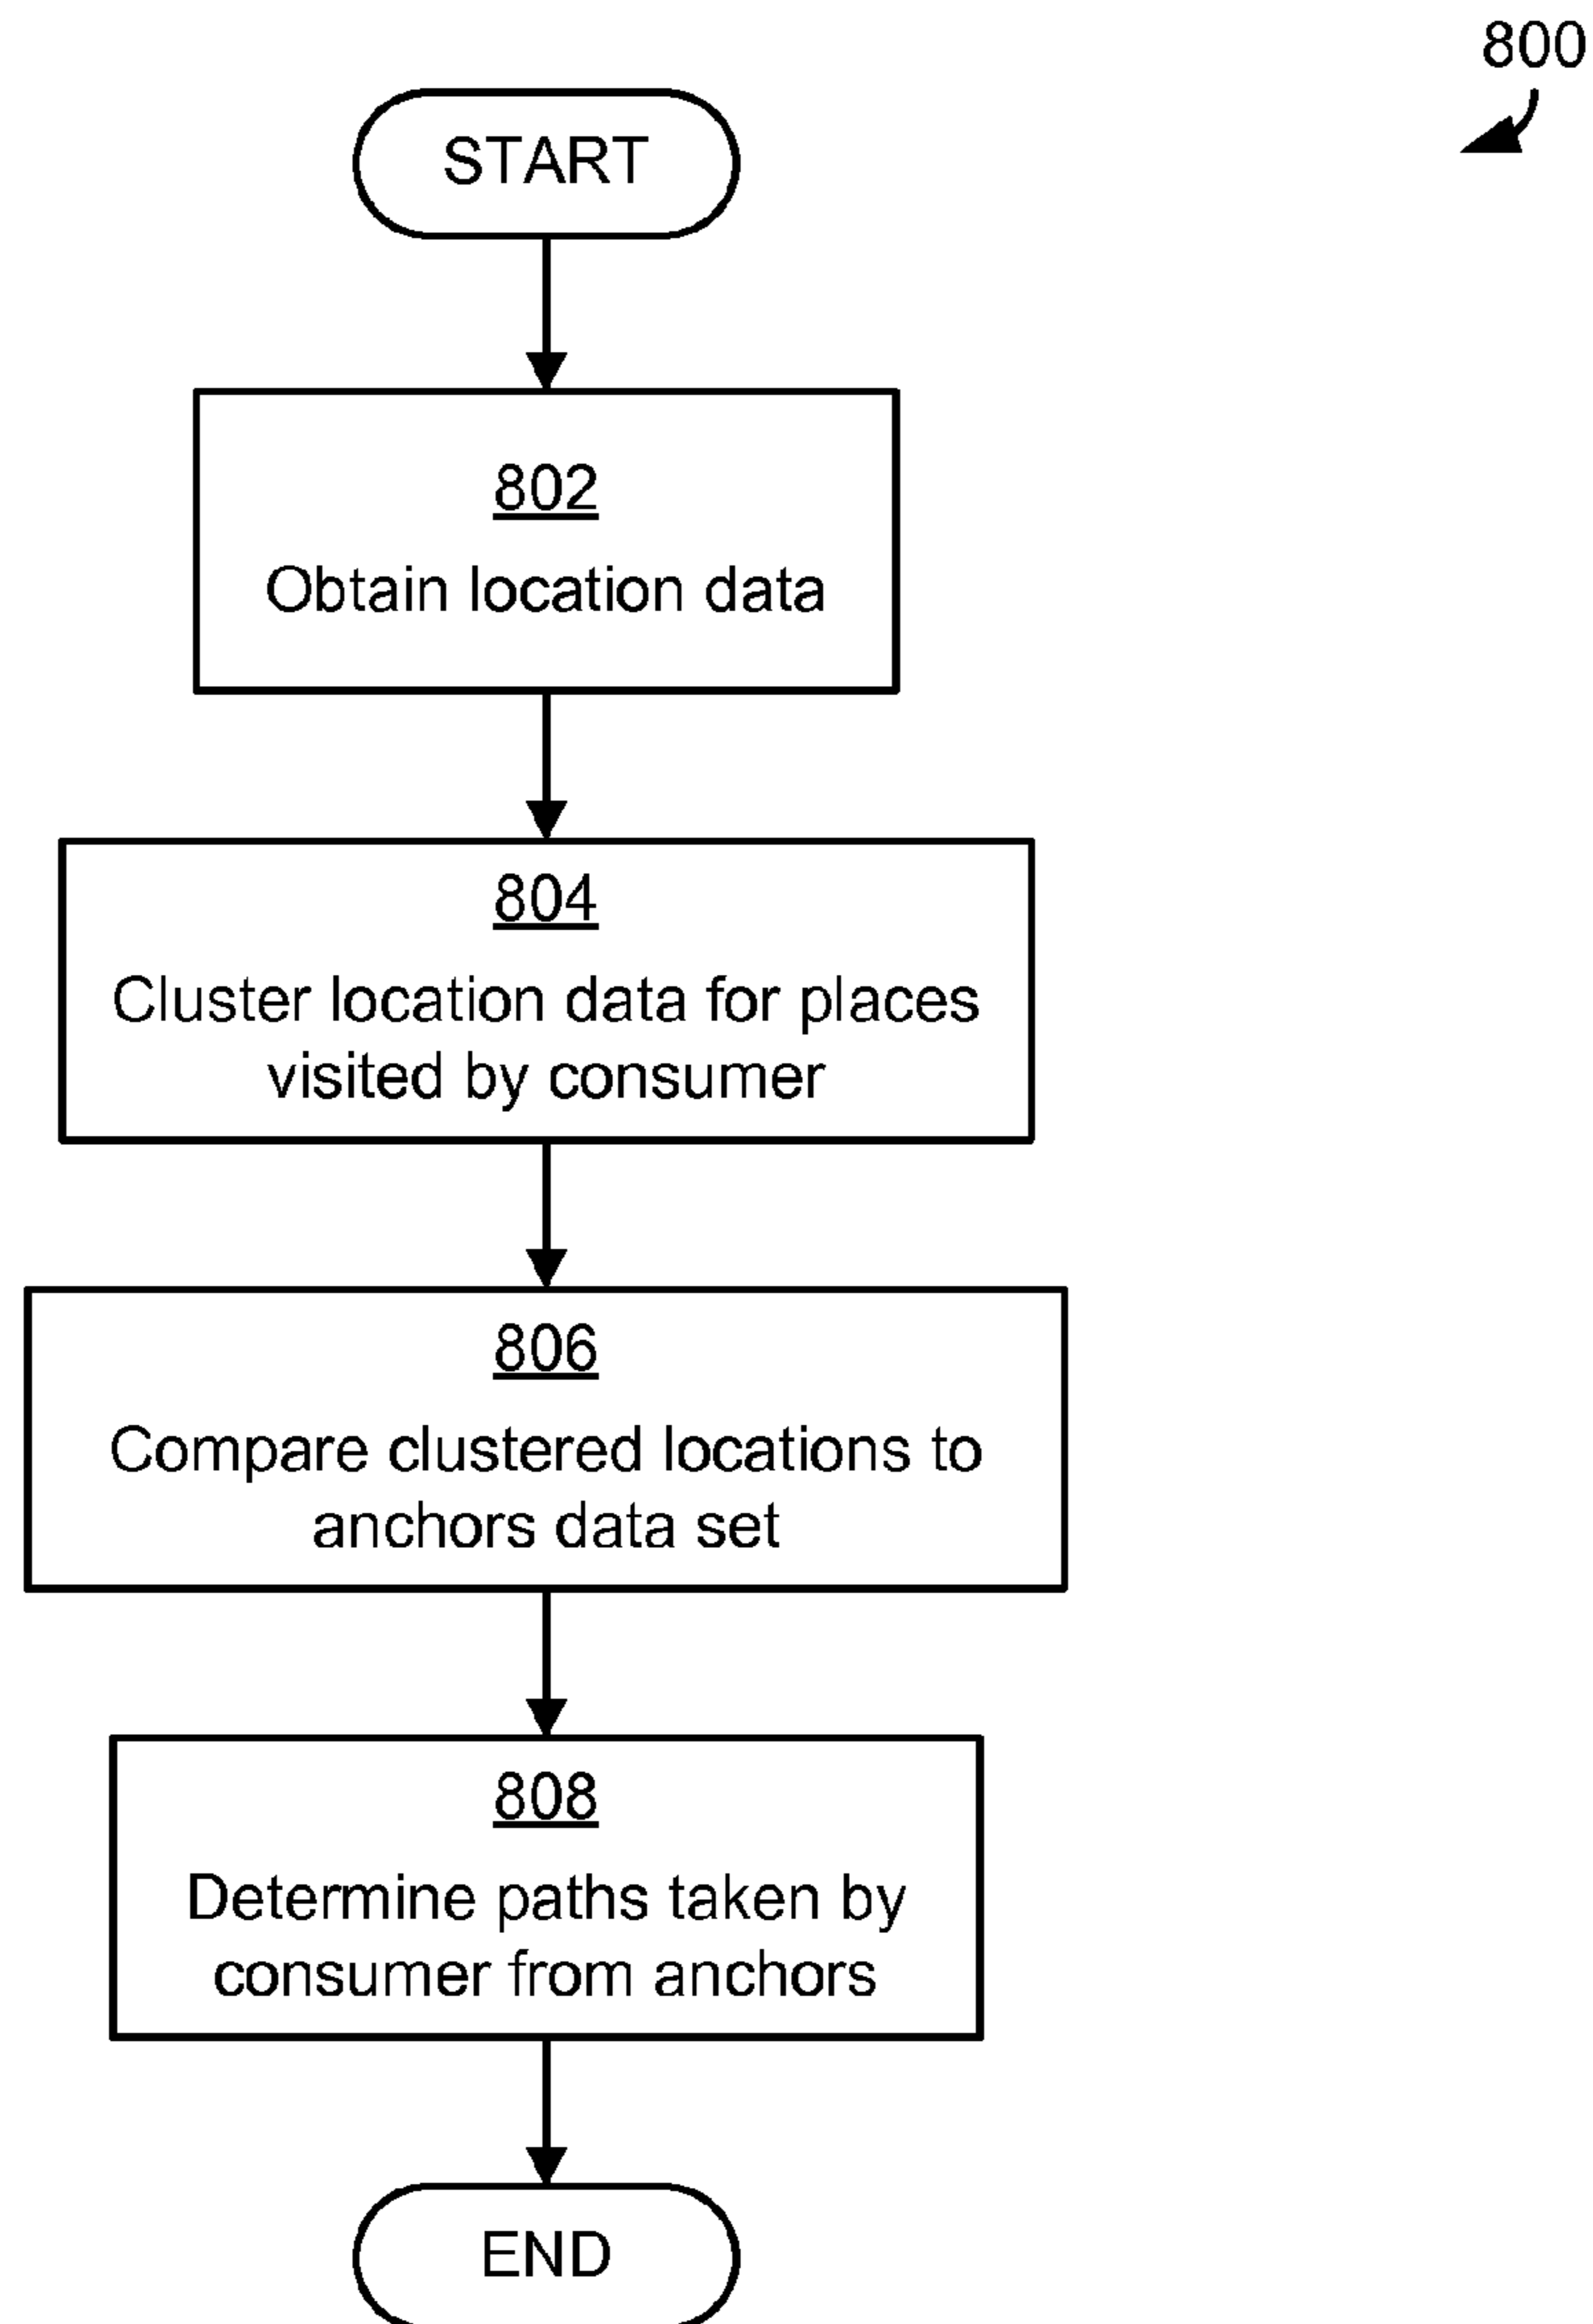 800
START
802
Obtain location data
804
Cluster location data for places
visited by consumer
806
Compare clustered locations to
anchors data set
808
Determine paths taken by
consumer from anchors
END